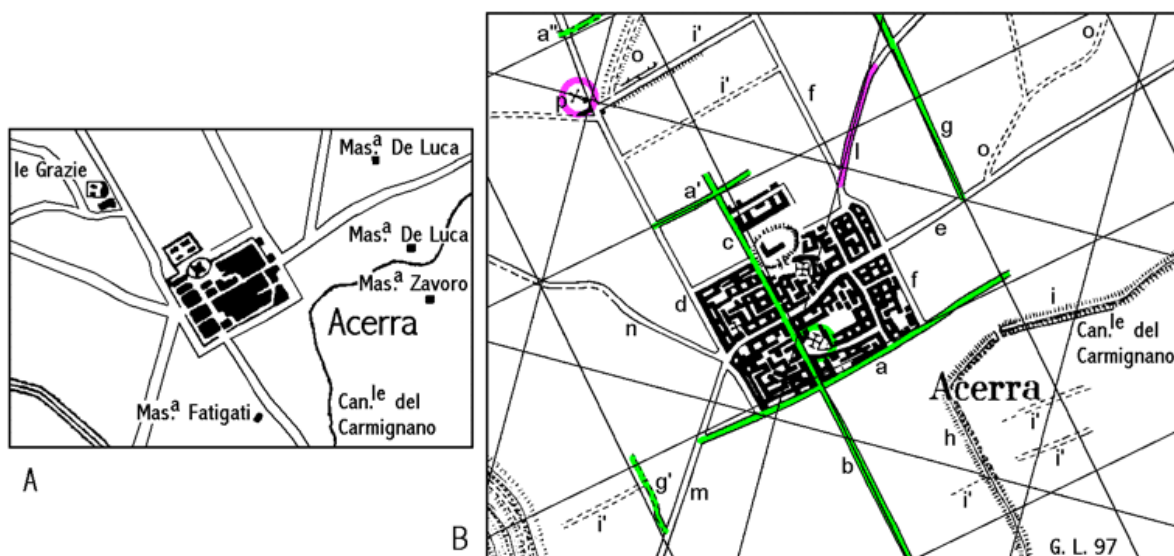 le Grazie
Mas.ª De Luca
Mas.ª De Luca
Mas.ª Zavoro
Acerra
Mas.ª Fatigati
Can.le del
Carmignano
A
a"
i'
o
o
p
i'
f
g
l
o
a'
c
e
d
f
n
i
Can.le del
Carmignano
a
Acerra
h
i'
b
i'
g'
m
i'
i'
G. L. 97
B